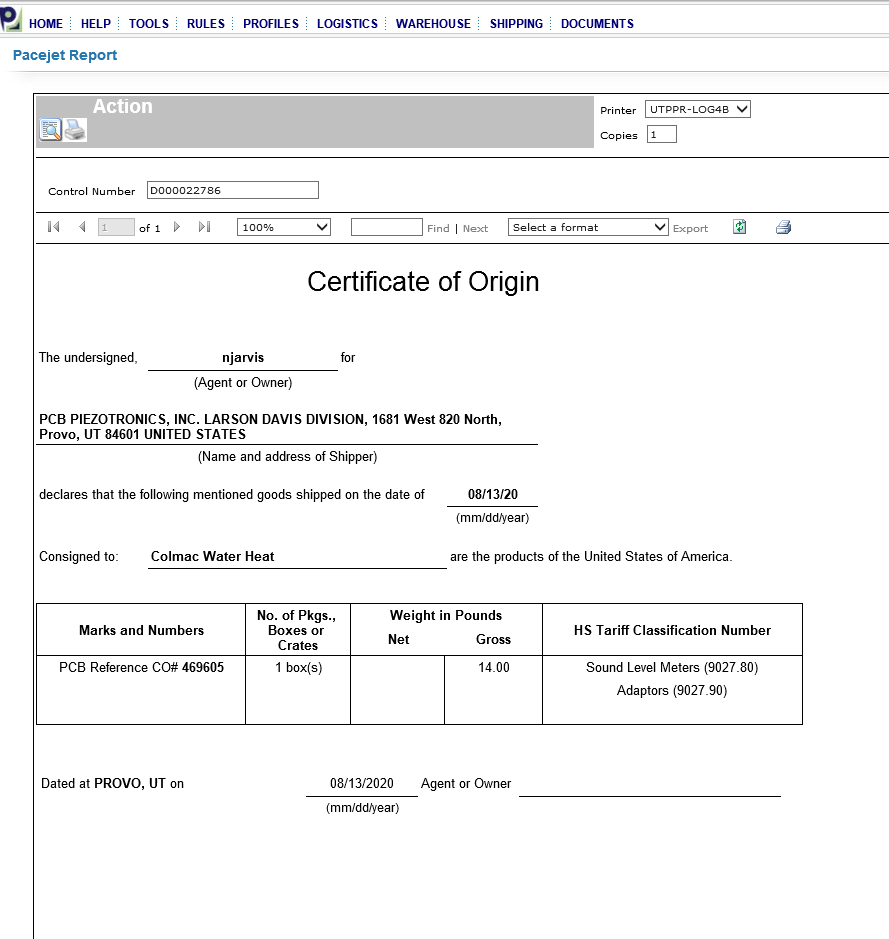 HOME HELP TOOLS RULES PROFILES LOGISTICS WAREHOUSE SHIPPING DOCUMENTS
Pacejet Report
Action
Printer UTPPR-LOG4B
Copies 1
Control Number D000022786
1 of 1 100% Find | Next Select a format Export
Certificate of Origin
The undersigned, njarvis for
(Agent or Owner)
PCB PIEZOTRONICS, INC. LARSON DAVIS DIVISION, 1681 West 820 North,
Provo, UT 84601 UNITED STATES
(Name and address of Shipper)
declares that the following mentioned goods shipped on the date of 08/13/20
(mm/dd/year)
Consigned to: Colmac Water Heat are the products of the United States of America.
Marks and Numbers
No. of Pkgs.,
Boxes or
Crates
Weight in Pounds
Net Gross
HS Tariff Classification Number
PCB Reference CO# 469605 1 box(s) 14.00 Sound Level Meters (9027.80)
Adaptors (9027.90)
Dated at PROVO, UT on 08/13/2020 Agent or Owner
(mm/dd/year)